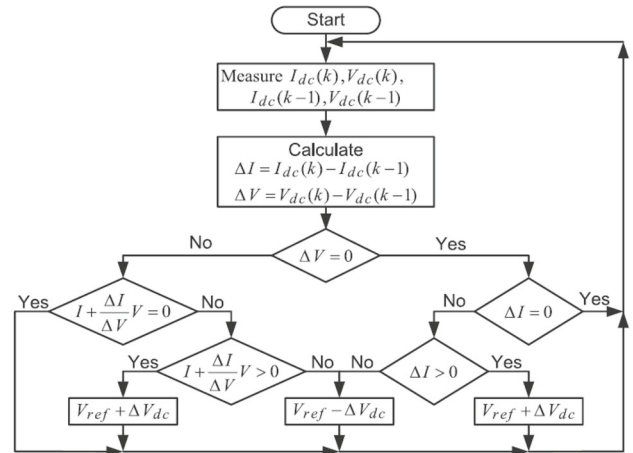 Start
Measure I_dc(k), V_dc(k),
I_dc(k−1), V_dc(k−1)
Calculate
ΔI = I_dc(k) − I_dc(k−1)
ΔV = V_dc(k) − V_dc(k−1)
No
ΔV = 0
Yes
Yes
I + ΔI/ΔV V = 0
No
No
ΔI = 0
Yes
Yes
I + ΔI/ΔV V > 0
No
No
ΔI > 0
Yes
V_ref + ΔV_dc
V_ref − ΔV_dc
V_ref + ΔV_dc